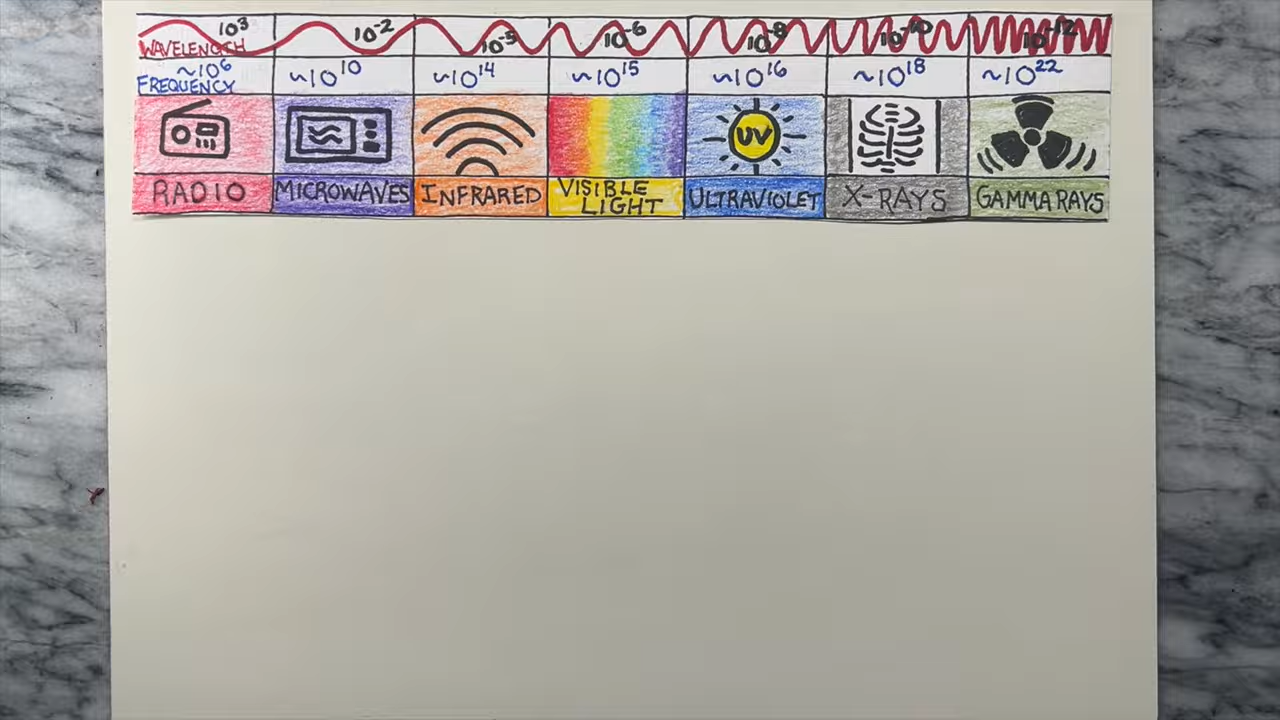 10³ 10⁻² 10⁻⁵ 10⁻⁶ 10⁻⁸ 10⁻¹⁰ 10⁻¹²
WAVELENGTH
~10⁶ ~10¹⁰ ~10¹⁴ ~10¹⁵ ~10¹⁶ ~10¹⁸ ~10²²
FREQUENCY
UV
RADIO MICROWAVES INFRARED VISIBLE LIGHT ULTRAVIOLET X-RAYS GAMMA RAYS